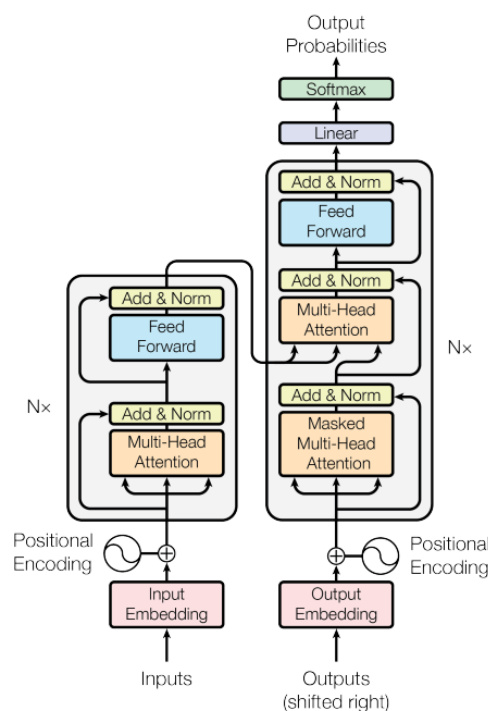 Output
Probabilities
Softmax
Linear
Add & Norm
Feed
Forward
Add & Norm
Multi-Head
Attention
Add & Norm
Masked
Multi-Head
Attention
N×
Add & Norm
Feed
Forward
Add & Norm
Multi-Head
Attention
N×
Positional
Encoding
Positional
Encoding
Input
Embedding
Output
Embedding
Inputs
Outputs
(shifted right)